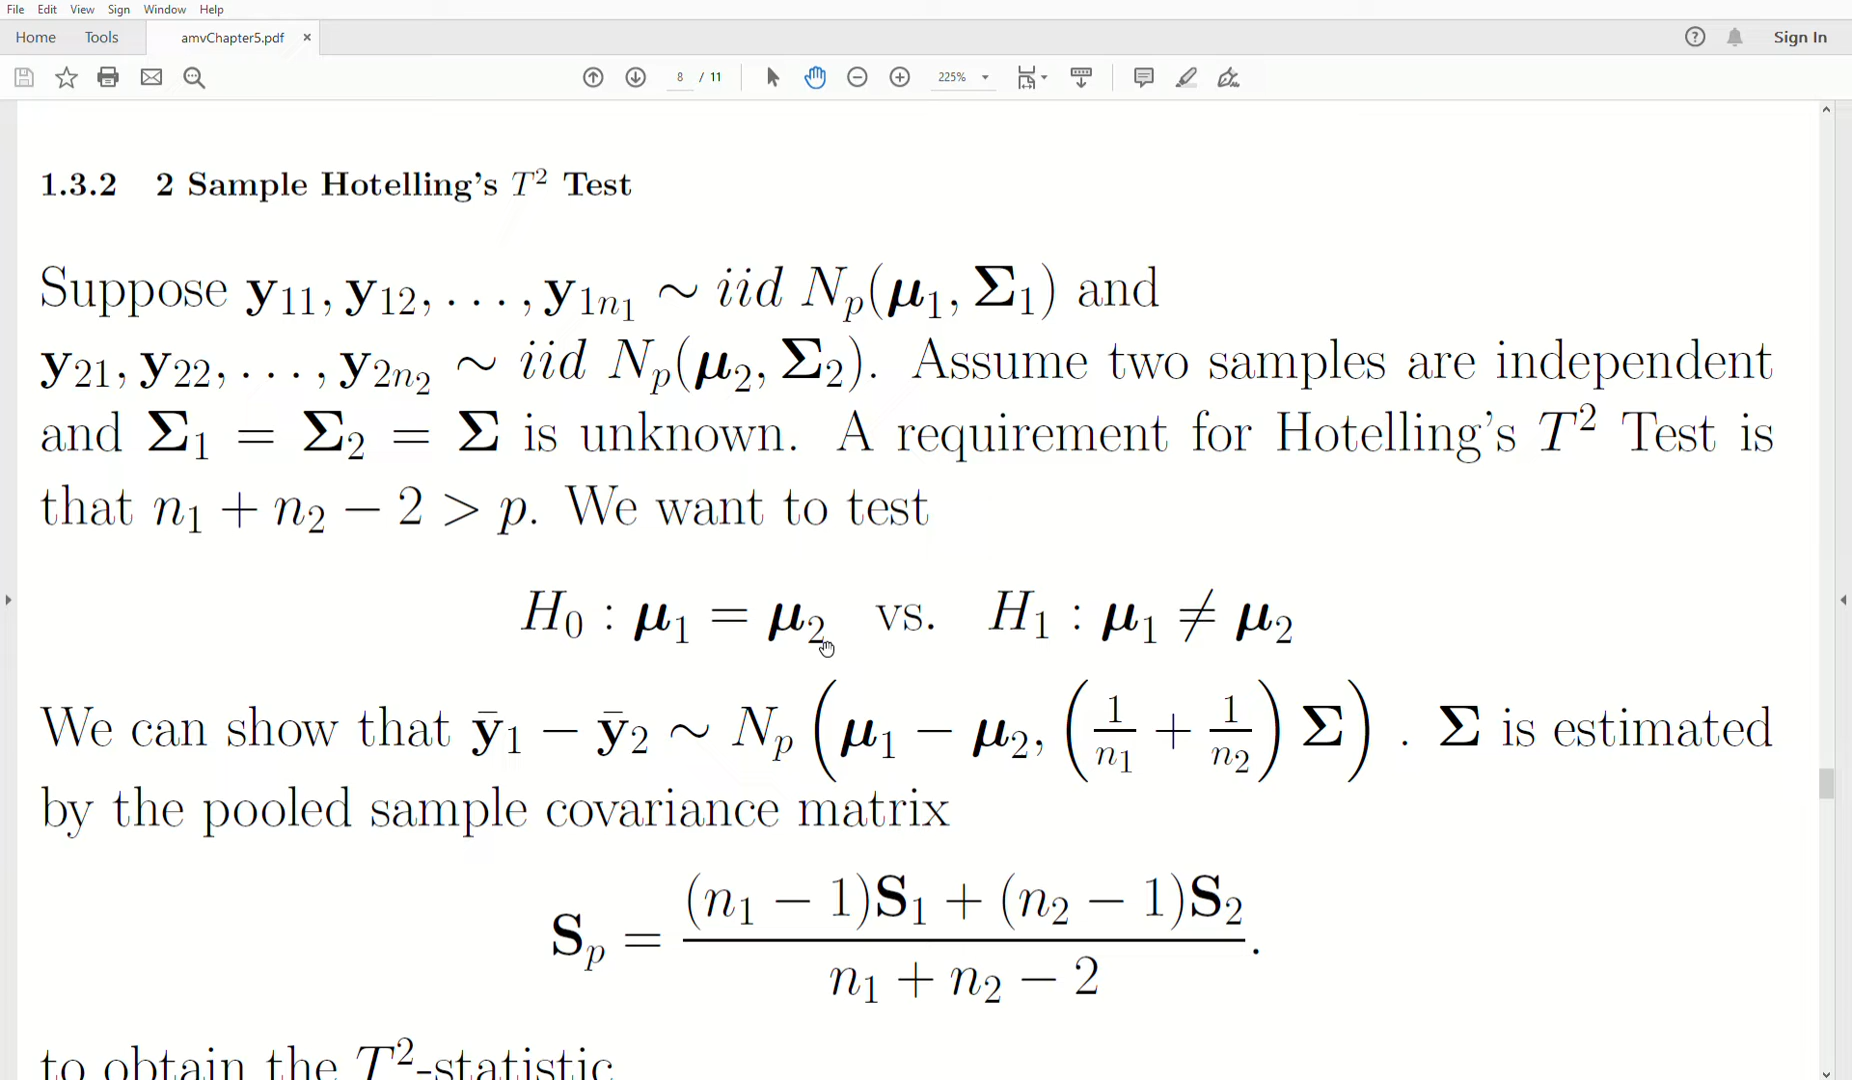 File Edit View Sign Window Help
Home Tools amvChapter5.pdf × Sign In
8 / 11 225%
1.3.2 2 Sample Hotelling's T² Test
Suppose y₁₁, y₁₂, . . . , y₁ₙ₁ ∼ iid Nₚ(μ₁, Σ₁) and
y₂₁, y₂₂, . . . , y₂ₙ₂ ∼ iid Nₚ(μ₂, Σ₂). Assume two samples are independent
and Σ₁ = Σ₂ = Σ is unknown. A requirement for Hotelling's T² Test is
that n₁ + n₂ − 2 > p. We want to test
H₀ : μ₁ = μ₂ vs. H₁ : μ₁ ≠ μ₂
We can show that ȳ₁ − ȳ₂ ∼ Nₚ (μ₁ − μ₂, (1/n₁ + 1/n₂) Σ) . Σ is estimated
by the pooled sample covariance matrix
Sₚ = (n₁ − 1)S₁ + (n₂ − 1)S₂ / n₁ + n₂ − 2 .
to obtain the T²-statistic